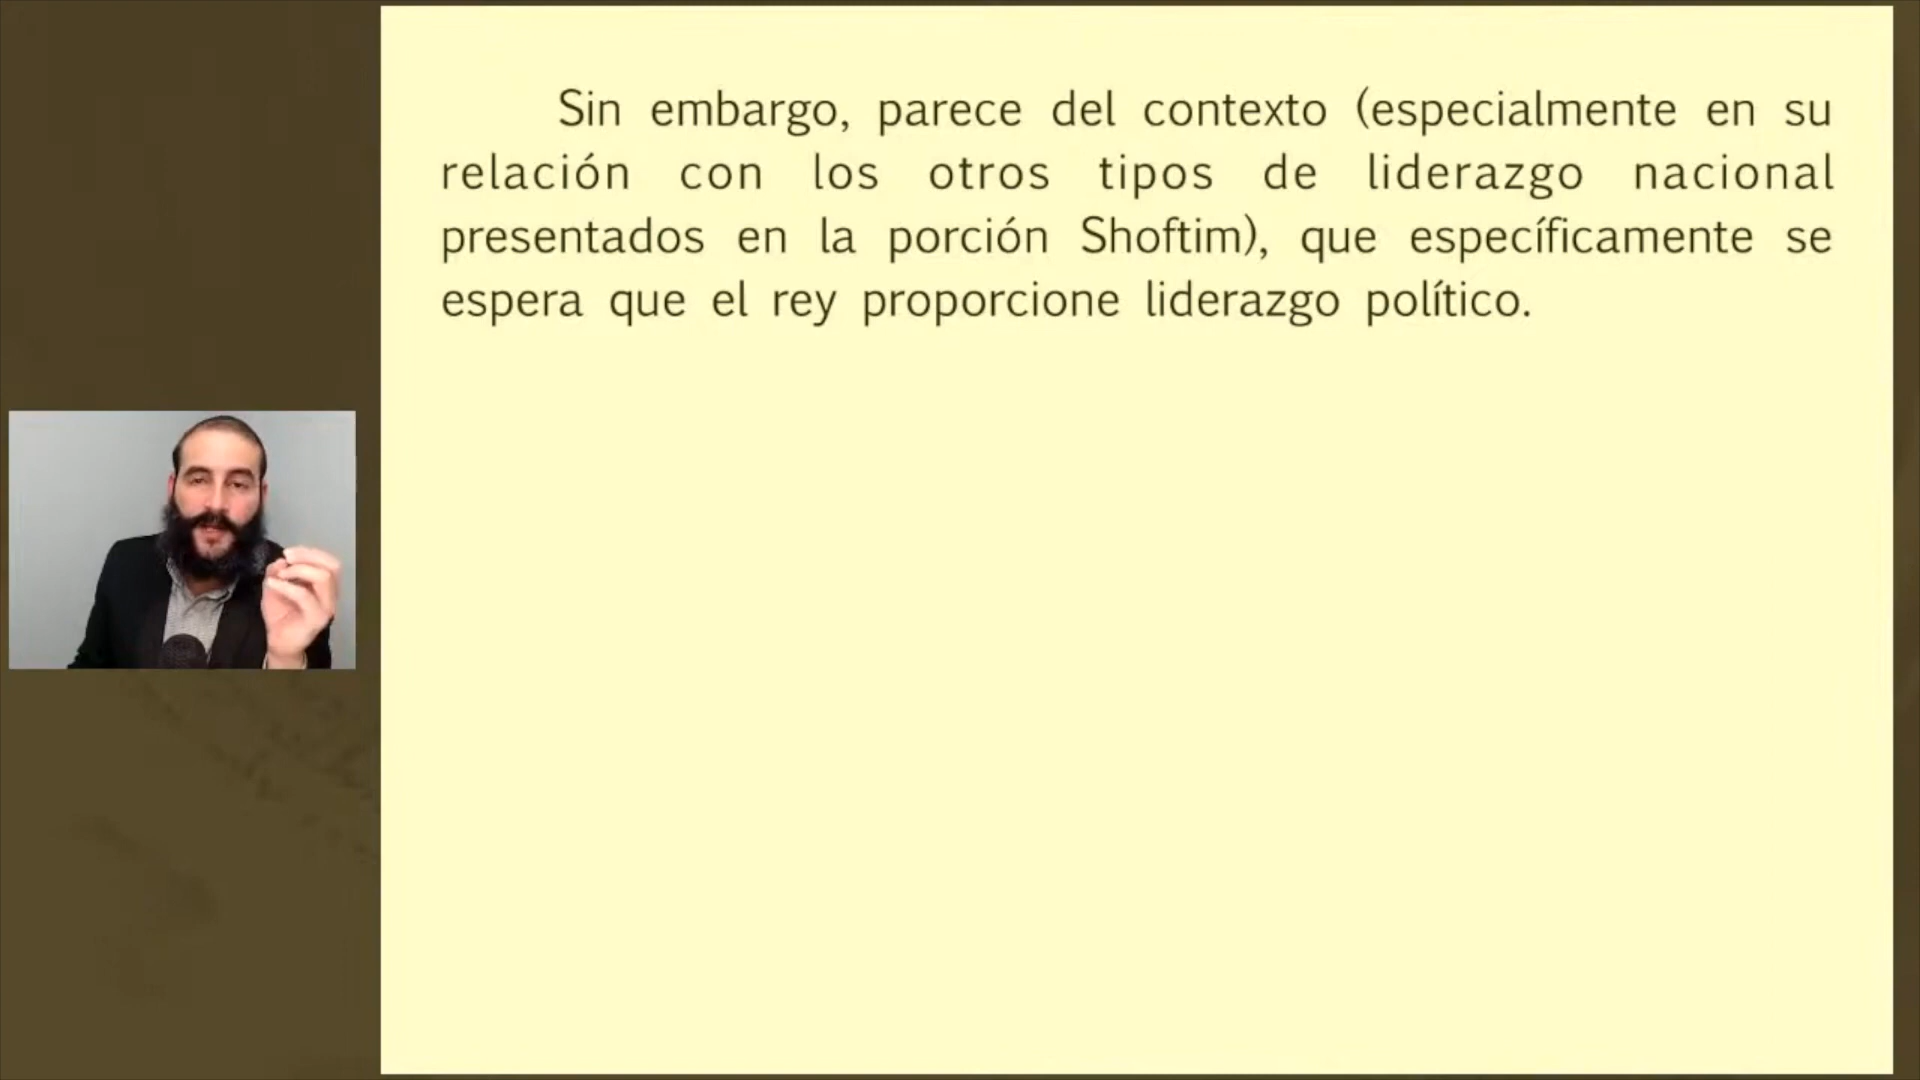 Sin embargo, parece del contexto (especialmente en su
relación con los otros tipos de liderazgo nacional
presentados en la porción Shoftim), que específicamente se
espera que el rey proporcione liderazgo político.